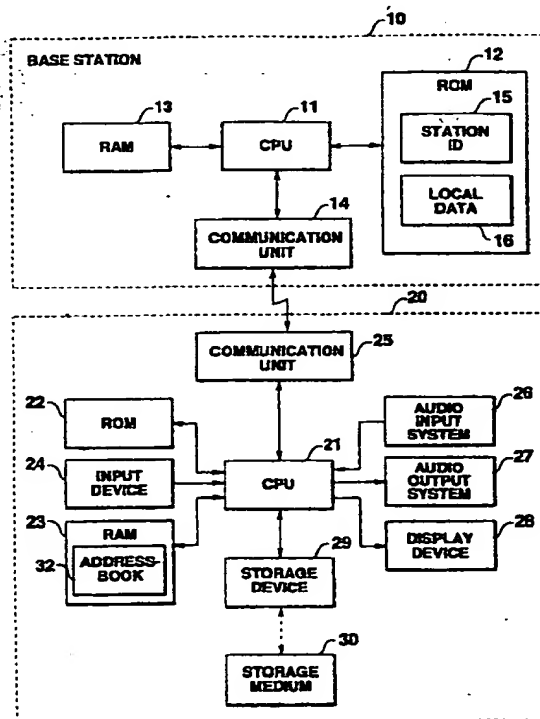 10
BASE STATION
12
ROM
13
11
15
RAM
CPU
STATION
ID
14
LOCAL
DATA
COMMUNICATION
UNIT
16
20
COMMUNICATION
UNIT
25
22
ROM
26
AUDIO
INPUT
SYSTEM
21
24
INPUT
DEVICE
CPU
27
AUDIO
OUTPUT
SYSTEM
23
RAM
29
28
32
ADDRESS-
BOOK
STORAGE
DEVICE
DISPLAY
DEVICE
30
STORAGE
MEDIUM